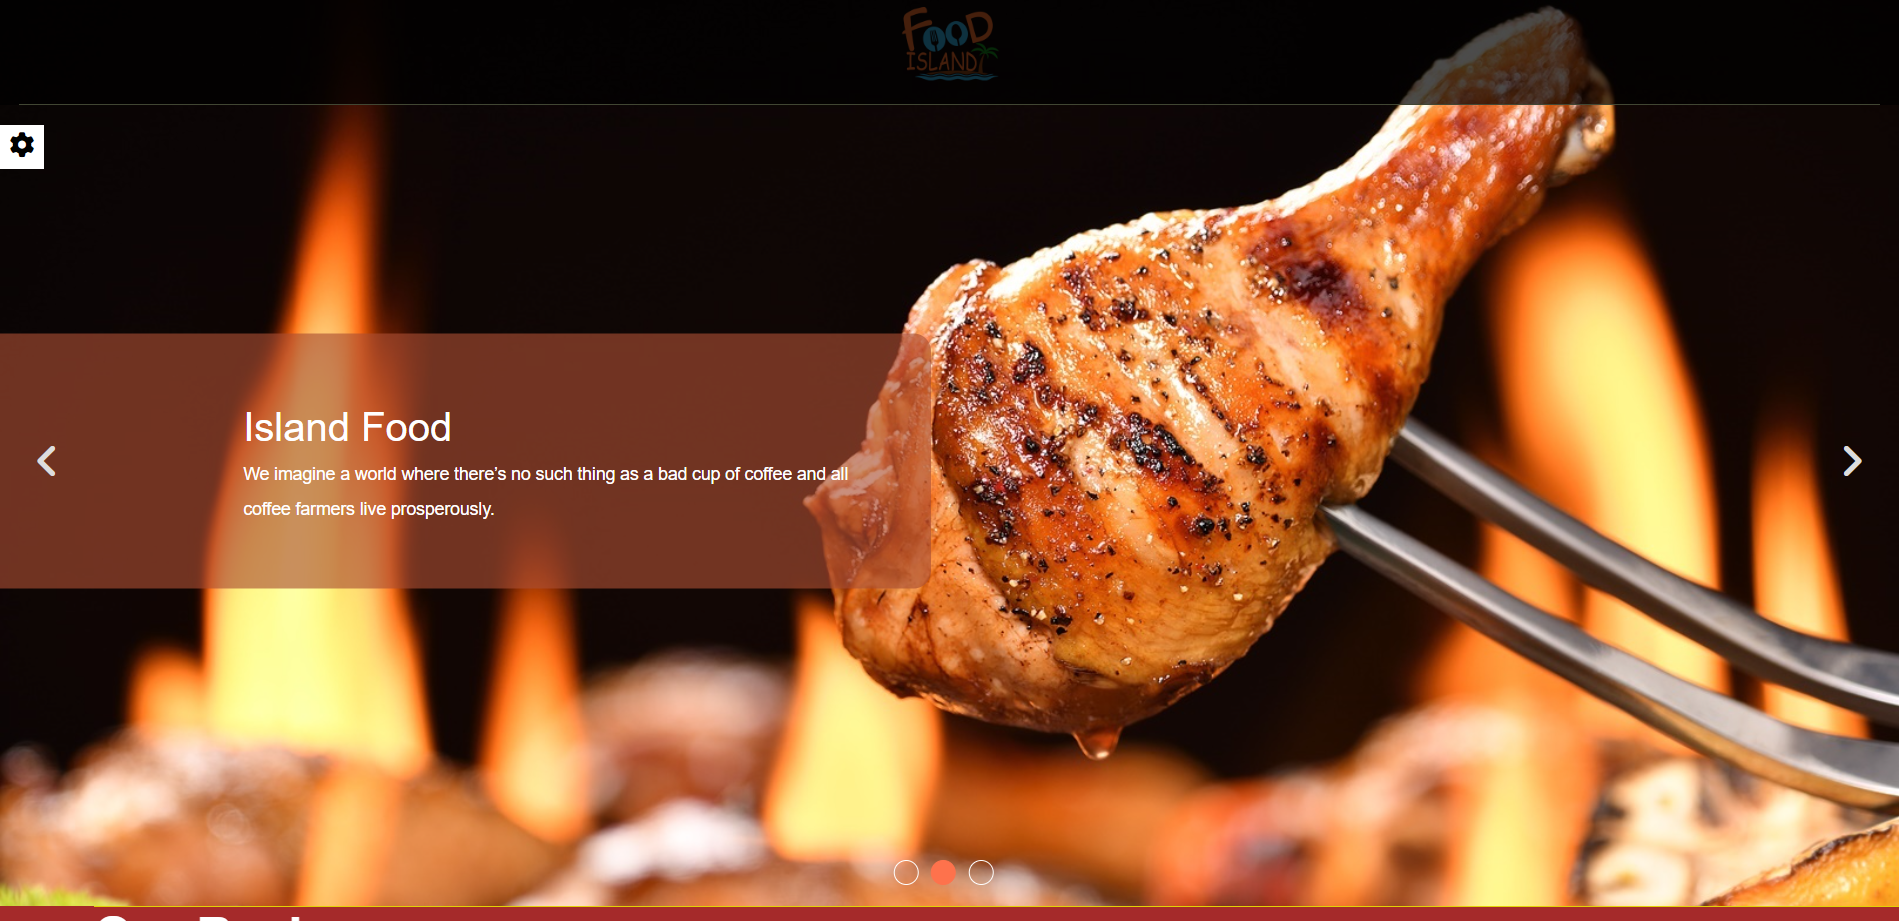 FOOD
ISLAND
Island Food
We imagine a world where there's no such thing as a bad cup of coffee and all
coffee farmers live prosperously.